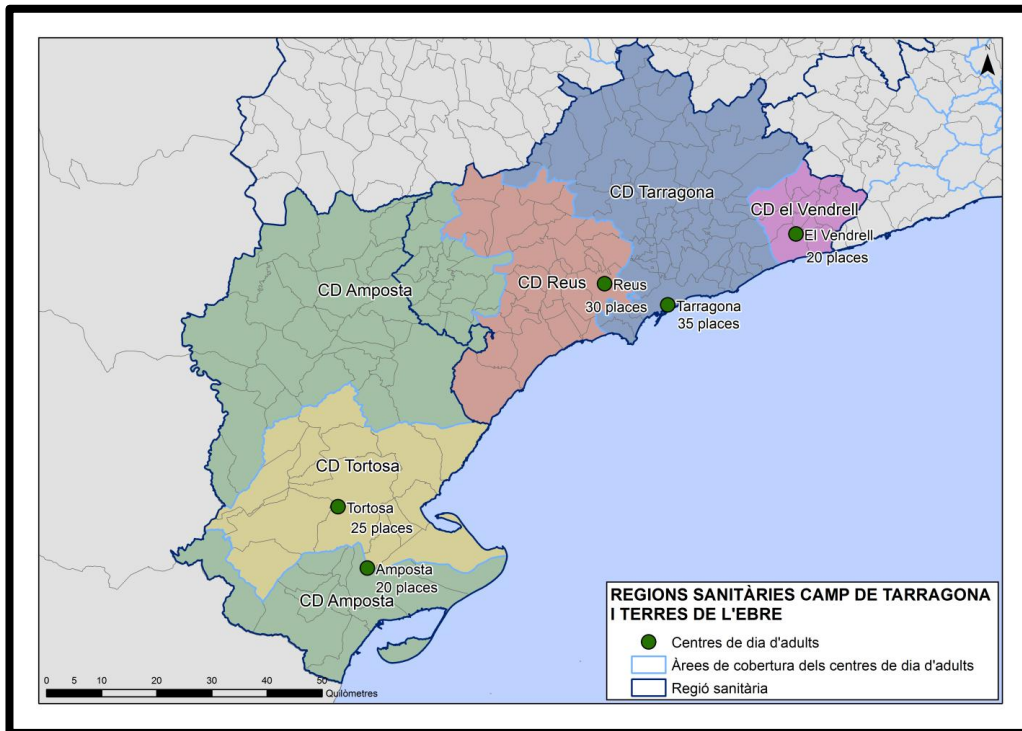 N
CD Tarragona
CD el Vendrell
El Vendrell
20 places
CD Reus
Reus
30 places
Tarragona
35 places
CD Amposta
CD Tortosa
Tortosa
25 places
Amposta
20 places
CD Amposta
REGIONS SANITÀRIES CAMP DE TARRAGONA
I TERRES DE L'EBRE
Centres de dia d'adults
Àrees de cobertura dels centres de dia d'adults
Regió sanitària
0 5 10 20 30 40 50
Quilòmetres